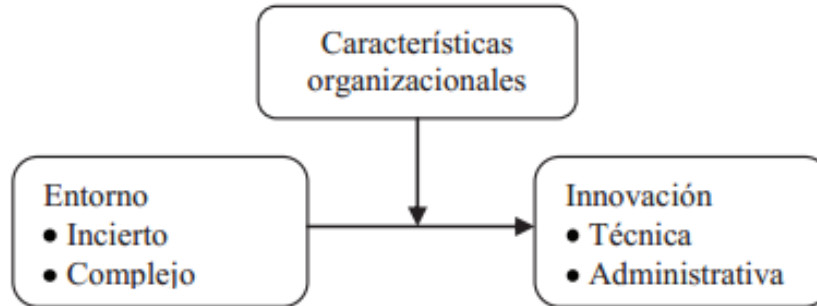 Características
organizacionales
Entorno
• Incierto
• Complejo
Innovación
• Técnica
• Administrativa